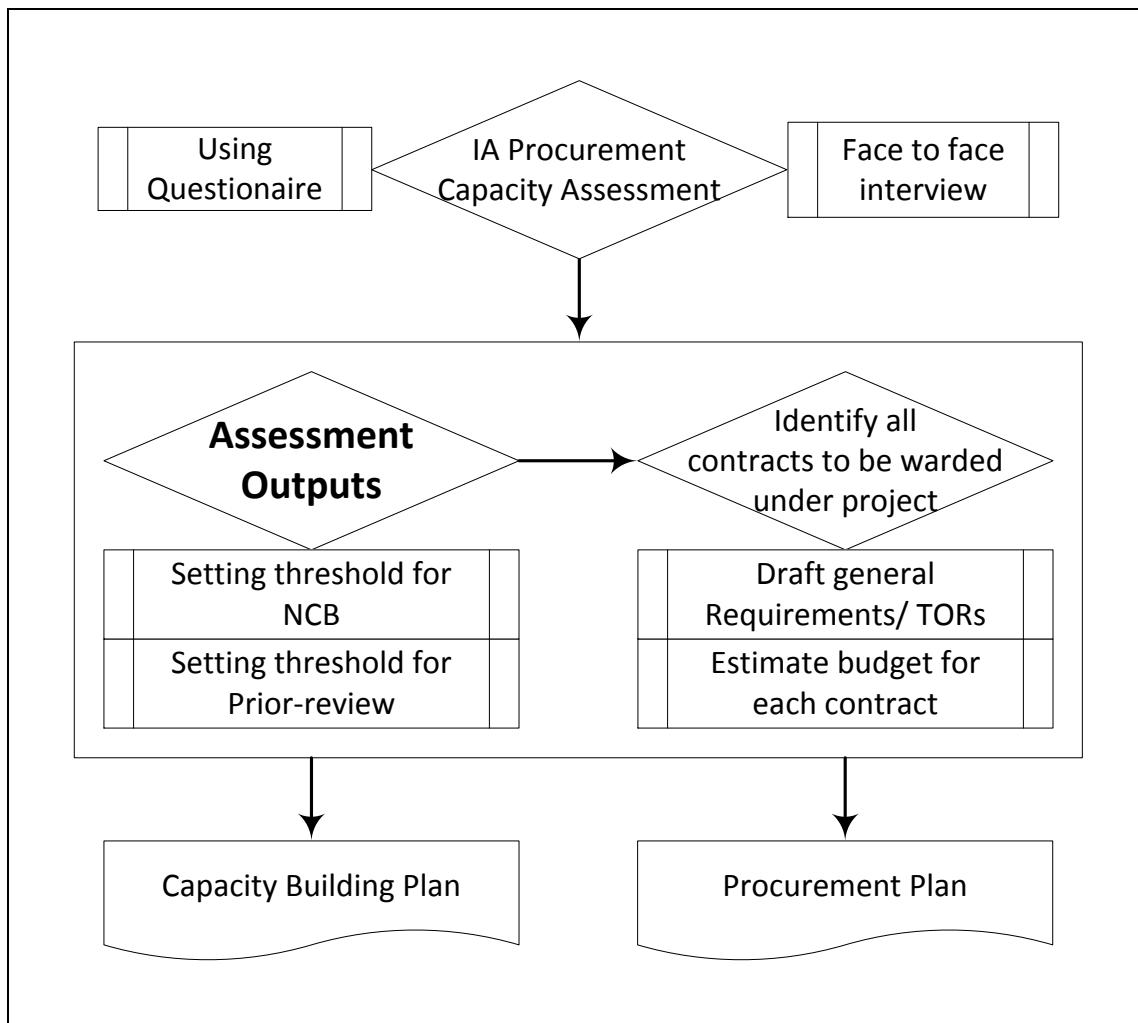 Using
Questionaire
IA Procurement
Capacity Assessment
Face to face
interview
Assessment
Outputs
Identify all
contracts to be warded
under project
Setting threshold for
NCB
Setting threshold for
Prior-review
Draft general
Requirements/ TORs
Estimate budget for
each contract
Capacity Building Plan
Procurement Plan